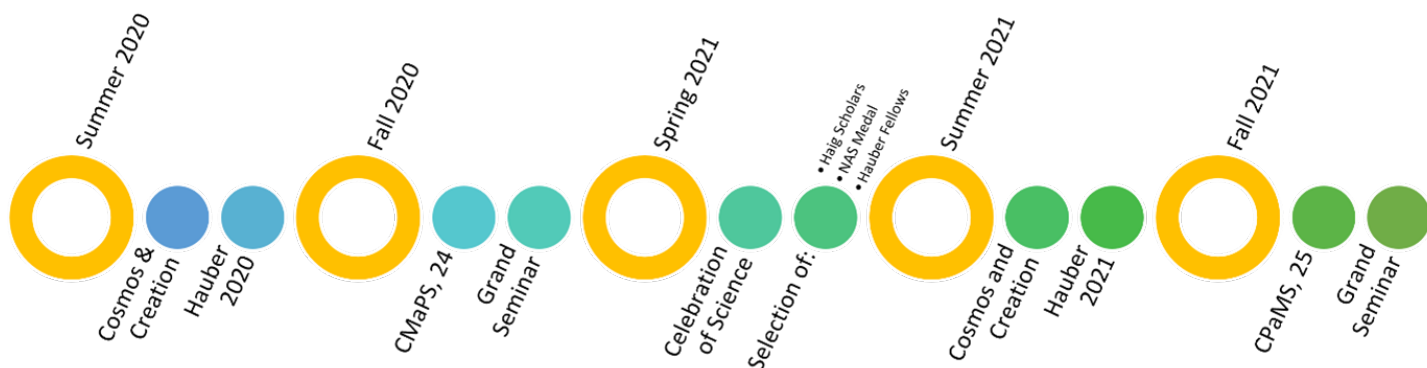 Summer 2020
Cosmos &
Creation
Hauber
2020
Fall 2020
CMaPS, 24
Grand
Seminar
Spring 2021
Celebration
of Science
Selection of:
• Haig Scholars
• NAS Medal
• Hauber Fellows
Summer 2021
Cosmos and
Creation
Hauber
2021
Fall 2021
CPaMS, 25
Grand
Seminar